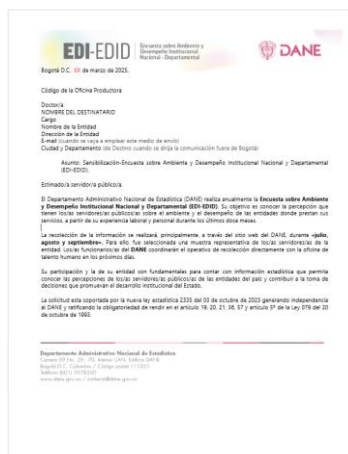 EDI-EDID
Encuesta sobre Ambiente y
Desempeño Institucional
Nacional - Departamental
DANE
Bogotá D.C. de marzo de 2025.
Código de la Oficina Productora
Doctor/a
NOMBRE DEL DESTINATARIO
Cargo
Nombre de la Entidad
Dirección de la Entidad
E-mail (cuando se vaya a emplear este medio de envío)
Ciudad y Departamento (de Destino cuando se dirija la comunicación fuera de Bogotá)
Asunto: Sensibilización-Encuesta sobre Ambiente y Desempeño Institucional Nacional y Departamental
(EDI-EDID).
Estimado/a servidor/a público/a.
El Departamento Administrativo Nacional de Estadística (DANE) realiza anualmente la Encuesta sobre Ambiente
y Desempeño Institucional Nacional y Departamental (EDI-EDID). Su objetivo es conocer la percepción que
tienen los/as servidores/as públicos/as sobre el ambiente y el desempeño de las entidades donde prestan sus
servicios, a partir de su experiencia laboral y personal durante los últimos doce meses.
La recolección de la información se realizará, principalmente, a través del sitio web del DANE, durante «julio,
agosto y septiembre». Para ello, fue seleccionada una muestra representativa de los/as servidores/as de la
entidad. Los/as funcionarios/as del DANE coordinarán el operativo de recolección directamente con la oficina de
talento humano en los próximos días.
Su participación y la de su entidad son fundamentales para contar con información estadística que permita
conocer las percepciones de los/as servidores/as públicos/as de las entidades del país y contribuir a la toma de
decisiones que promuevan el desarrollo institucional del Estado.
La solicitud esta soportada por la nueva ley estadística 2335 del 03 de octubre de 2023 generando independencia
al DANE y ratificando la obligatoriedad de rendir en el artículo 19, 20, 21, 36, 37 y artículo 5º de la Ley 079 del 20
de octubre de 1993.
Departamento Administrativo Nacional de Estadística
Carrera 59 No. 26 - 70, Interior CAN, Edificio DANE
Bogotá D.C. Colombia / Código postal 111321
Teléfono (601) 5978300
www.dane.gov.co / contacto@dane.gov.co